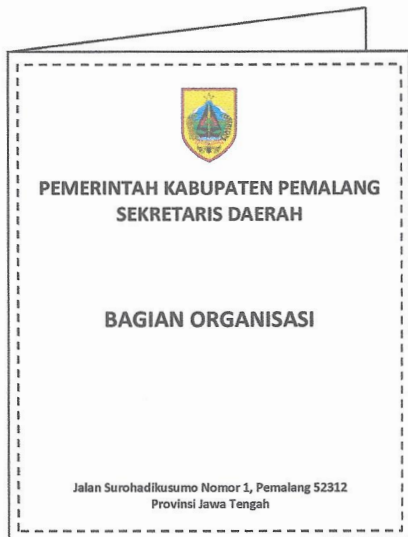 PEMERINTAH KABUPATEN PEMALANG
SEKRETARIS DAERAH
BAGIAN ORGANISASI
Jalan Surohadikusumo Nomor 1, Pemalang 52312
Provinsi Jawa Tengah